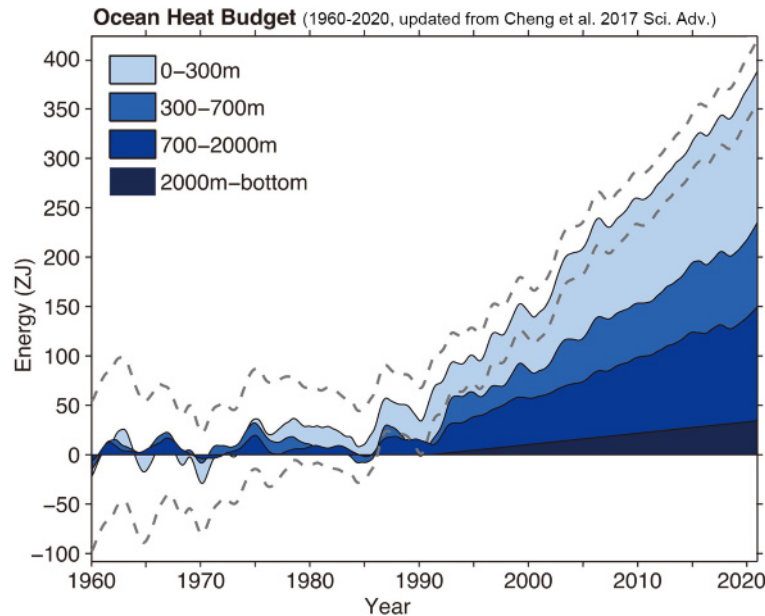 Ocean Heat Budget (1960-2020, updated from Cheng et al. 2017 Sci. Adv.)
400
350
300
250
200
150
100
50
0
−50
−100
Energy (ZJ)
0−300m
300−700m
700−2000m
2000m−bottom
1960
1970
1980
1990
2000
2010
2020
Year